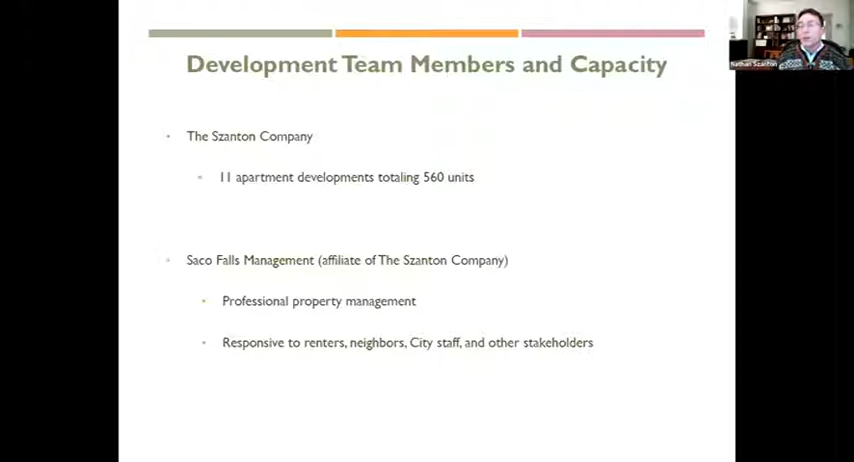 Nathan Szanton
Development Team Members and Capacity
The Szanton Company
11 apartment developments totaling 560 units
Saco Falls Management (affiliate of The Szanton Company)
Professional property management
Responsive to renters, neighbors, City staff, and other stakeholders